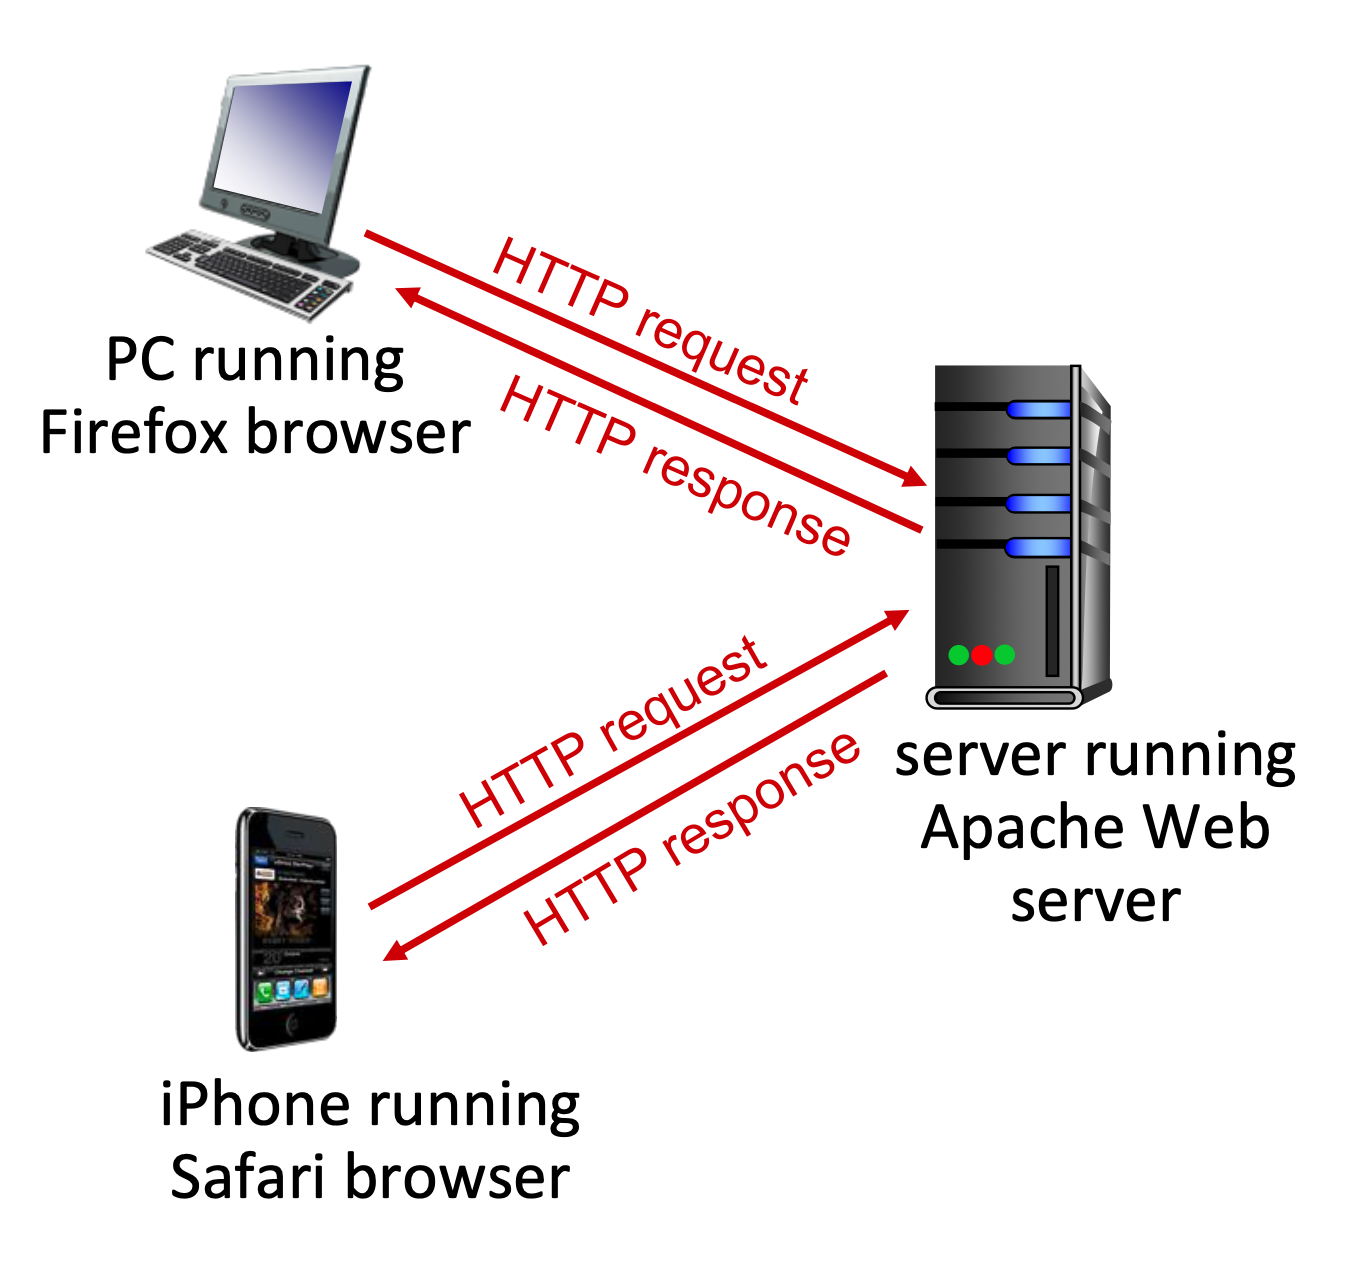 HTTP request
HTTP response
PC running
Firefox browser
HTTP request
HTTP response
server running
Apache Web
server
iPhone running
Safari browser